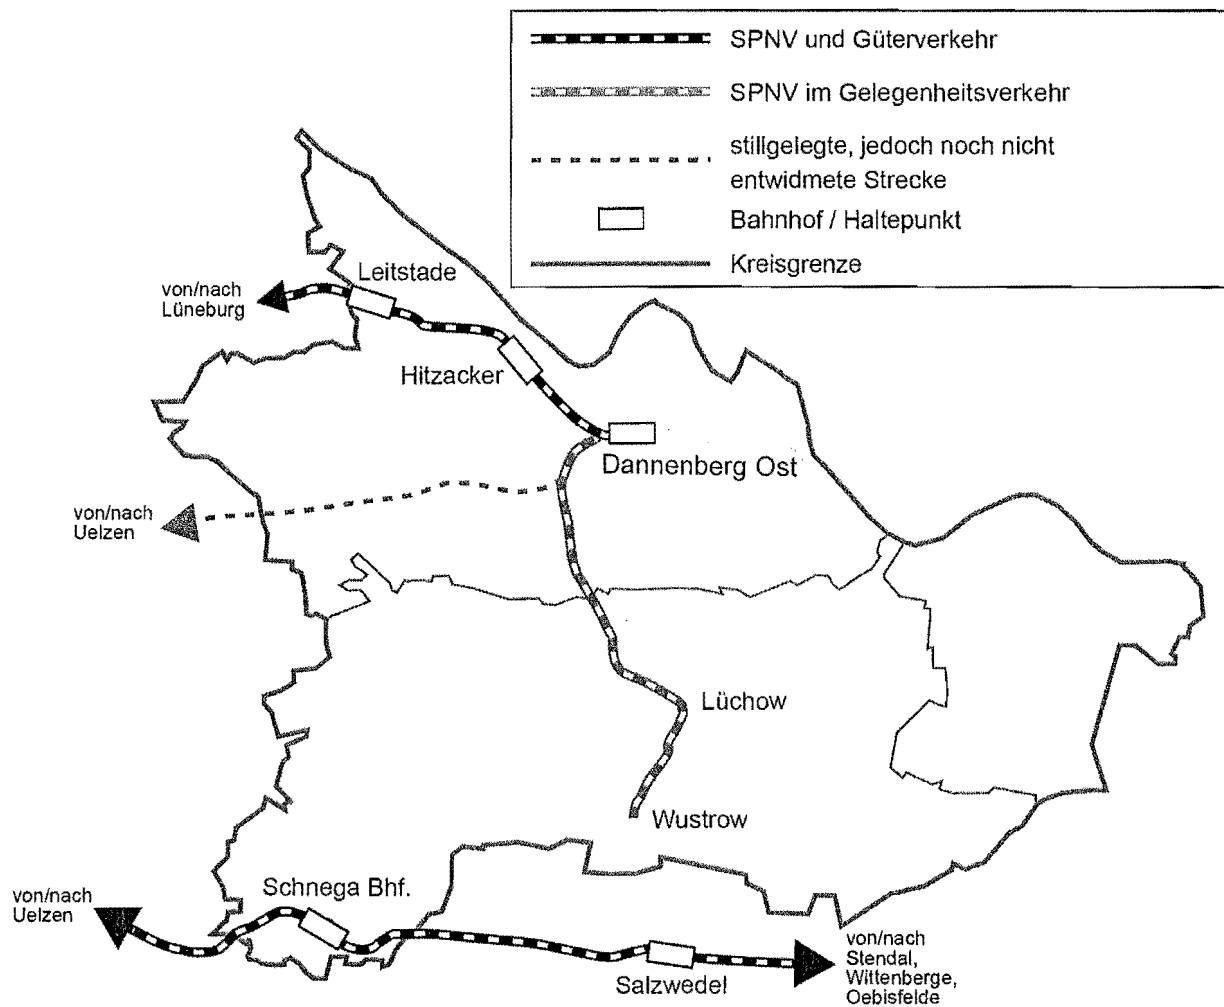 SPNV und Güterverkehr
SPNV im Gelegenheitsverkehr
stillgelegte, jedoch noch nicht
entwidmete Strecke
Bahnhof / Haltepunkt
Kreisgrenze
Leitstade
von/nach
Lüneburg
Hitzacker
Dannenberg Ost
von/nach
Uelzen
Lüchow
Wustrow
Schnega Bhf.
von/nach
Uelzen
Salzwedel
von/nach
Stendal,
Wittenberge,
Oebisfelde